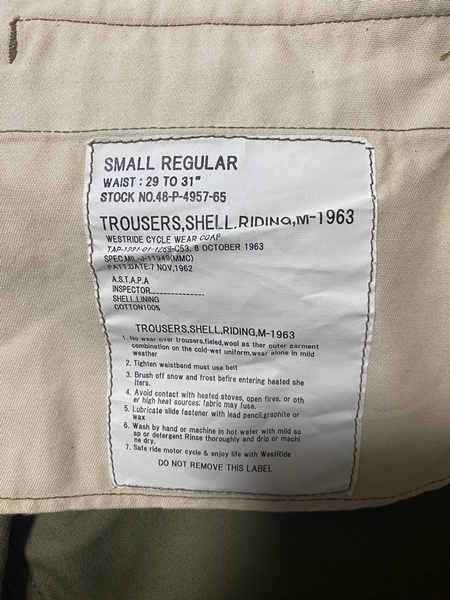 SMALL REGULAR
WAIST : 29 TO 31"
STOCK NO.48-P-4957-65
TROUSERS,SHELL,RIDING,M-1963
WESTRIDE CYCLE WEAR CORP
TAP-1331-01-1269-C53, 8 OCTOBER 1963
SPEC.MIL-J-11949(MMC)
PATT.DATE:7 NOV,1962
A.S.T.A.P.A
INSPECTOR_______________
SHELL,LINING
COTTON100%
TROUSERS,SHELL,RIDING,M-1963
1. No wear over trousers,fieled,wool as ther outer garment
combination on the cold-wet uniform,wear alone in mild
weather
2. Tighten waistband must use belt
3. Brush off snow and frost before entering heated she
lters.
4. Avoid contact with heated stoves, open fires. or oth
er high heat sources; fabric may fuse.
5. Lubricate slide fastener with lead pencil,graphite or
wax
6. Wash by hand or machine in hot water with mild so
ap or detergent Rinse thoroughly and drip or machi
ne dry.
7. Safe ride motor cycle & enjoy life with WestRide
DO NOT REMOVE THIS LABEL